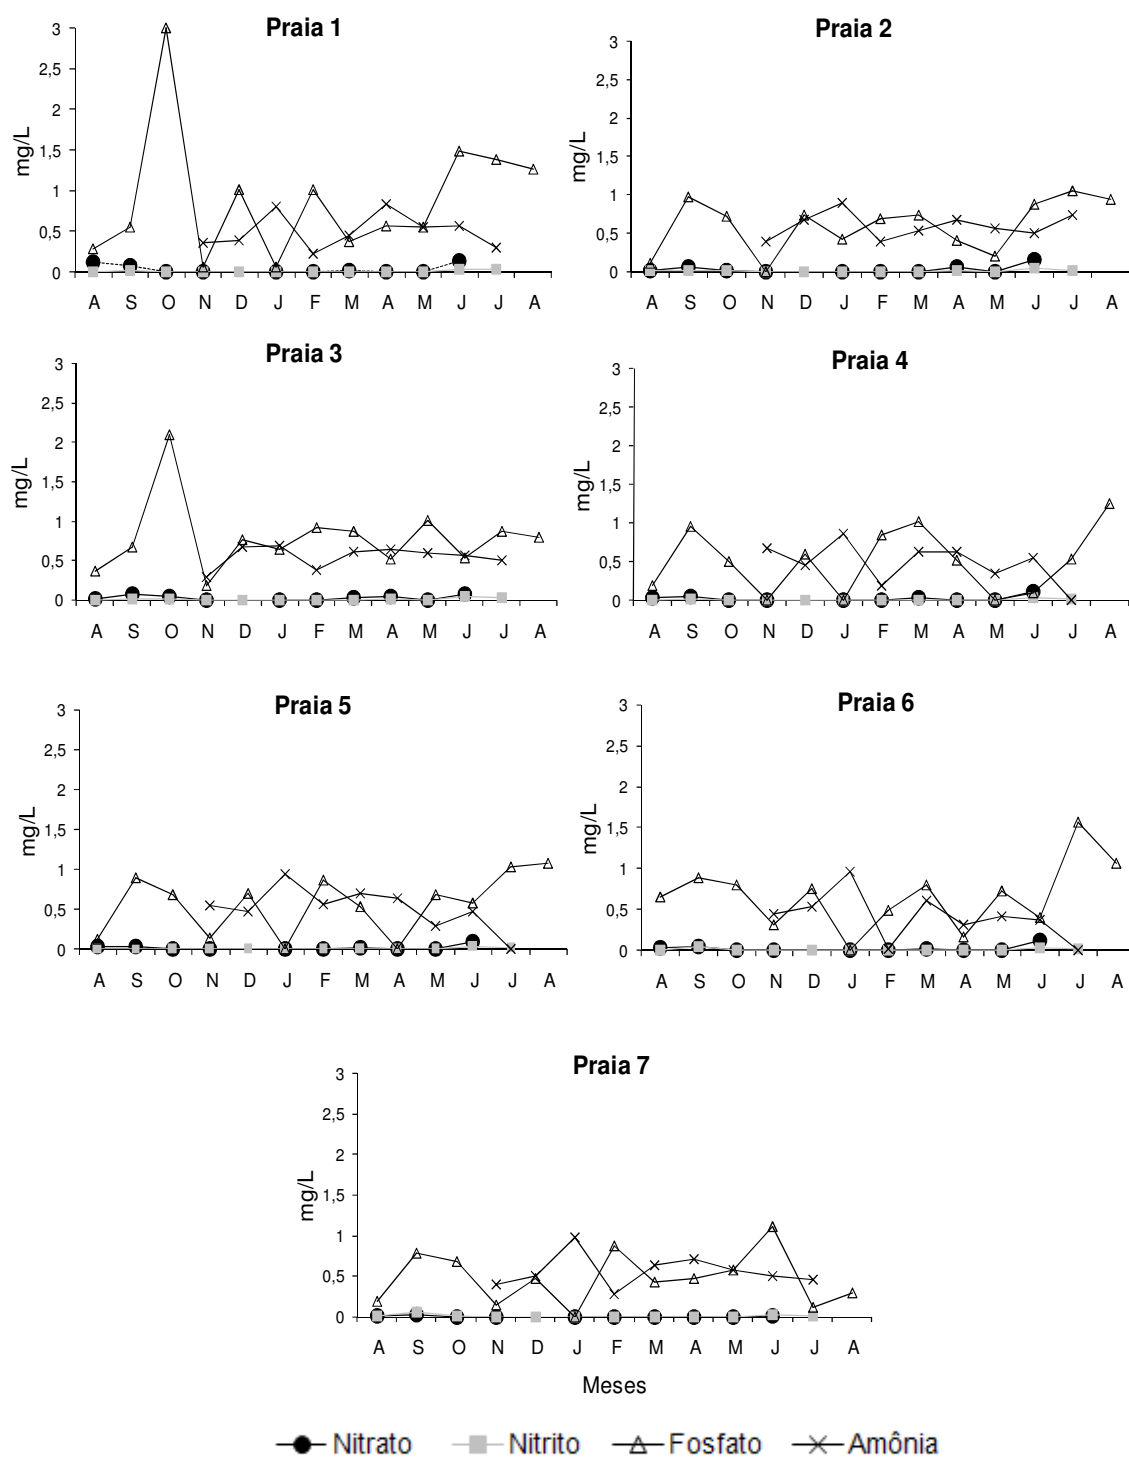 Praia 1
mg/L
3
2,5
2
1,5
1
0,5
0
A S O N D J F M A M J J A
Praia 2
mg/L
3
2,5
2
1,5
1
0,5
0
A S O N D J F M A M J J A
Praia 3
mg/L
3
2,5
2
1,5
1
0,5
0
A S O N D J F M A M J J A
Praia 4
mg/L
3
2,5
2
1,5
1
0,5
0
A S O N D J F M A M J J A
Praia 5
mg/L
3
2,5
2
1,5
1
0,5
0
A S O N D J F M A M J J A
Praia 6
mg/L
3
2,5
2
1,5
1
0,5
0
A S O N D J F M A M J J A
Praia 7
mg/L
3
2,5
2
1,5
1
0,5
0
A S O N D J F M A M J J A
Meses
Nitrato Nitrito Fosfato Amônia